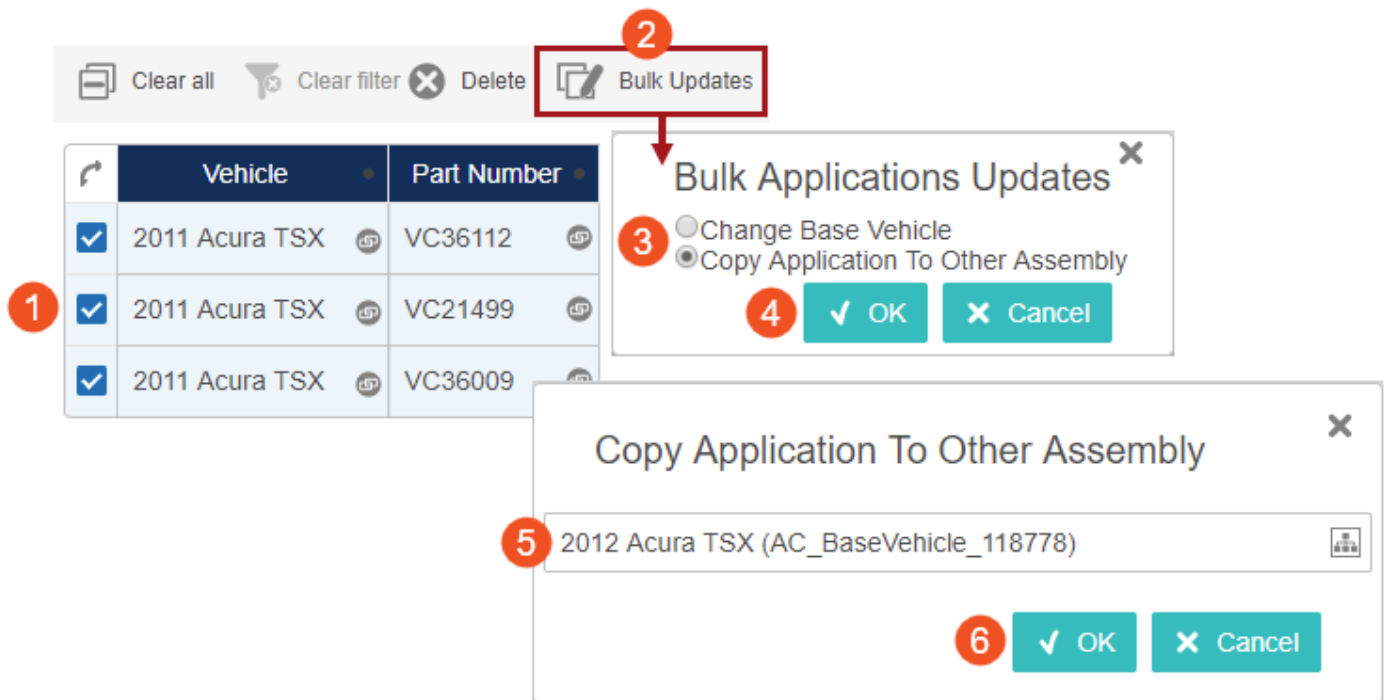 2
Clear all Clear filter Delete Bulk Updates
Vehicle Part Number
2011 Acura TSX VC36112
1 2011 Acura TSX VC21499
2011 Acura TSX VC36009
Bulk Applications Updates
3 Change Base Vehicle
Copy Application To Other Assembly
4 OK Cancel
Copy Application To Other Assembly
5 2012 Acura TSX (AC_BaseVehicle_118778)
6 OK Cancel